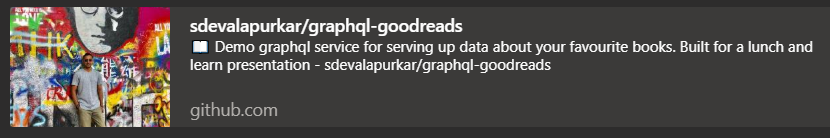 sdevalapurkar/graphql-goodreads
📖 Demo graphql service for serving up data about your favourite books. Built for a lunch and
learn presentation - sdevalapurkar/graphql-goodreads
github.com